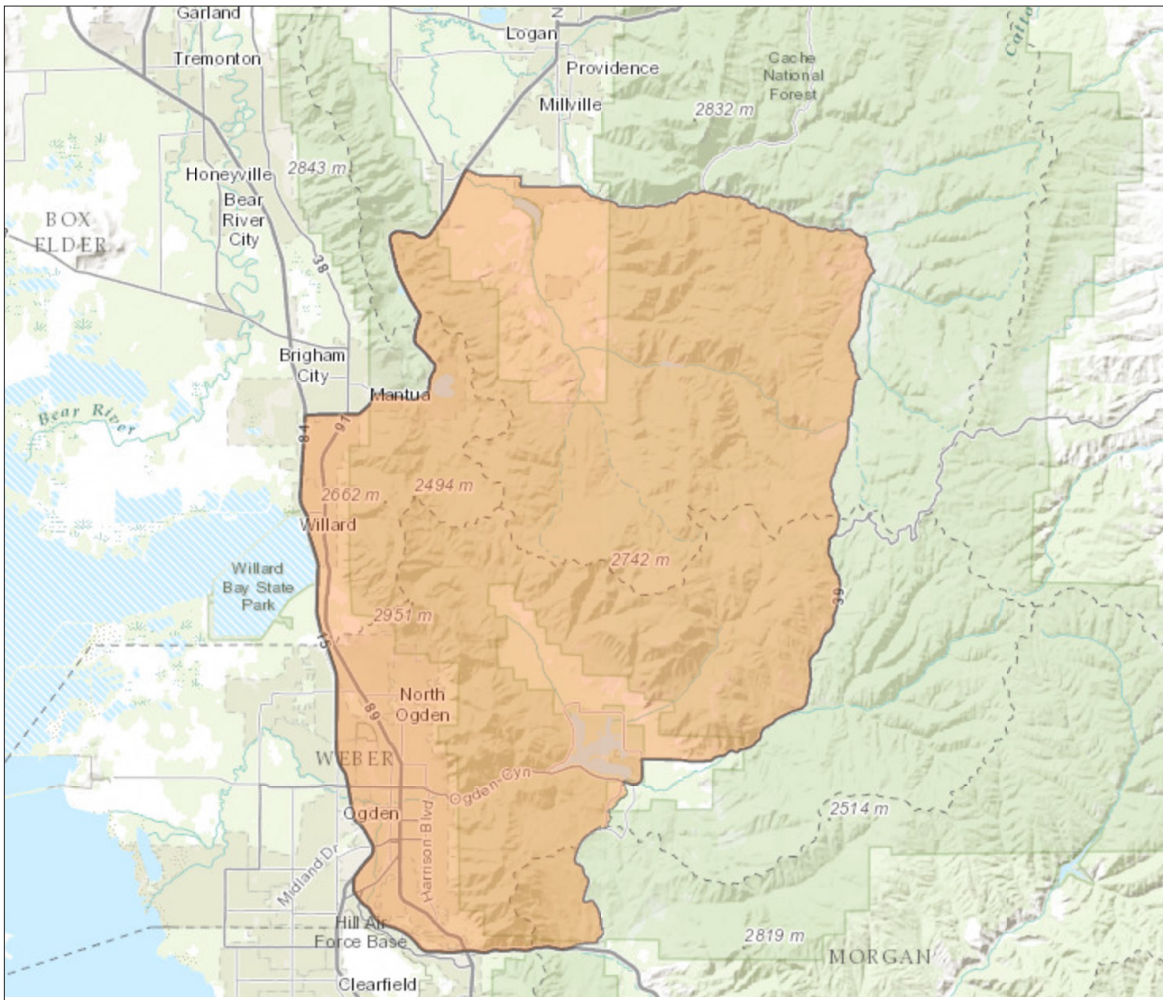 Garland
Logan
Tremonton
Providence
Cache
National
Forest
Millville
2832 m
2843 m
Honeyville
Bear
River
City
BOX
ELDER
38
Brigham
City
Mantua
Bear River
84
91
2494 m
2662 m
Willard
2742 m
Willard
Bay State
Park
39
2951 m
15
North
Ogden
89
WEBER
Ogden Cyn
Ogden
2514 m
Harrison Blvd
Midland Dr
Hill Air
Force Base
2819 m
MORGAN
Clearfield